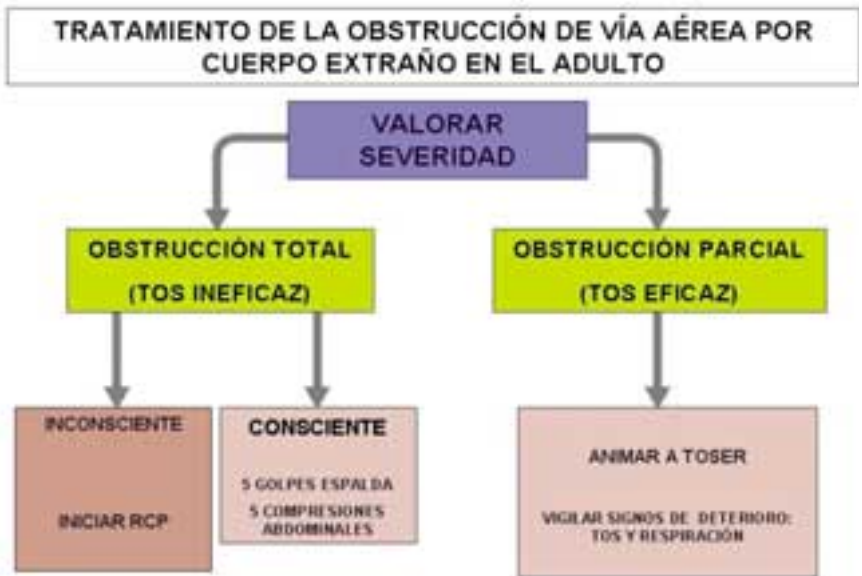 TRATAMIENTO DE LA OBSTRUCCIÓN DE VÍA AÉREA POR
CUERPO EXTRAÑO EN EL ADULTO
VALORAR
SEVERIDAD
OBSTRUCCIÓN TOTAL
(TOS INEFICAZ)
OBSTRUCCIÓN PARCIAL
(TOS EFICAZ)
INCONSCIENTE
INICIAR RCP
CONSCIENTE
5 GOLPES ESPALDA
5 COMPRESIONES
ABDOMINALES
ANIMAR A TOSER
VIGILAR SIGNOS DE DETERIORO:
TOS Y RESPIRACIÓN